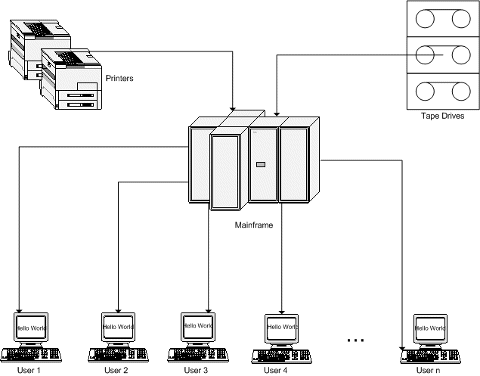 Printers
Tape Drives
Mainframe
Hello World
Hello World
Hello World
Hello World
...
Hello World
User 1
User 2
User 3
User 4
User n